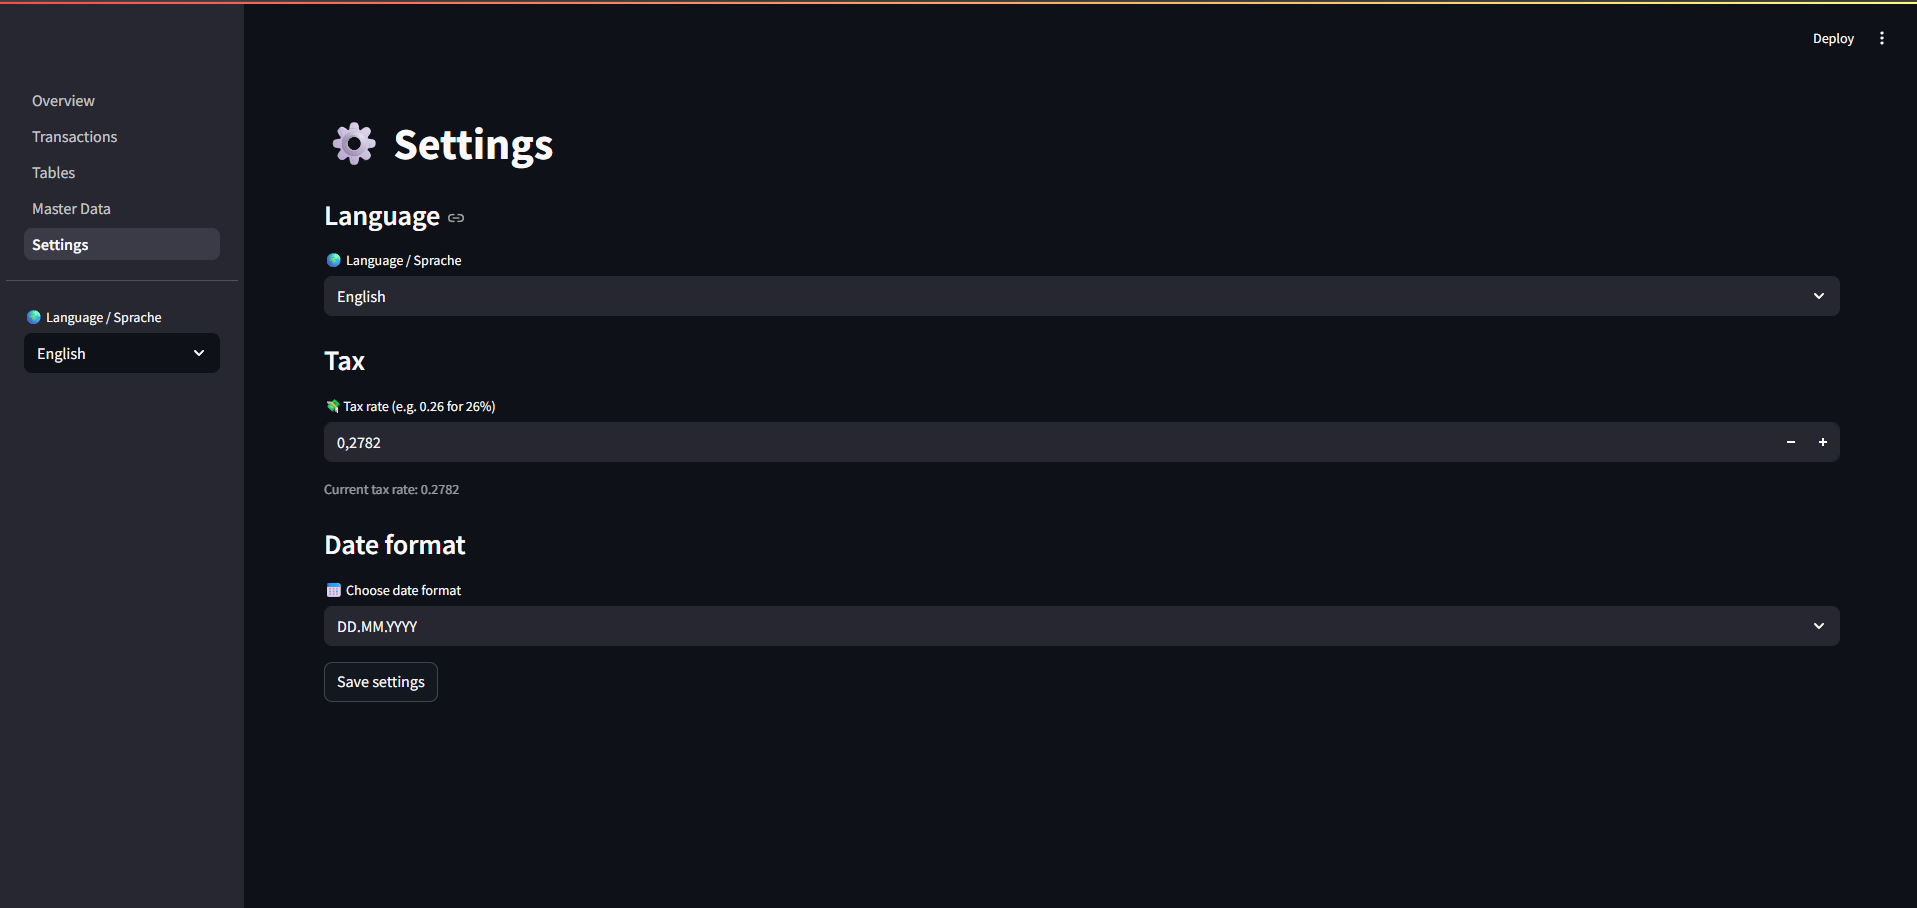 Deploy
Overview
Transactions
Tables
Master Data
Settings
Language / Sprache
English
Settings
Language
Language / Sprache
English
Tax
Tax rate (e.g. 0.26 for 26%)
0,2782
Current tax rate: 0.2782
Date format
Choose date format
DD.MM.YYYY
Save settings